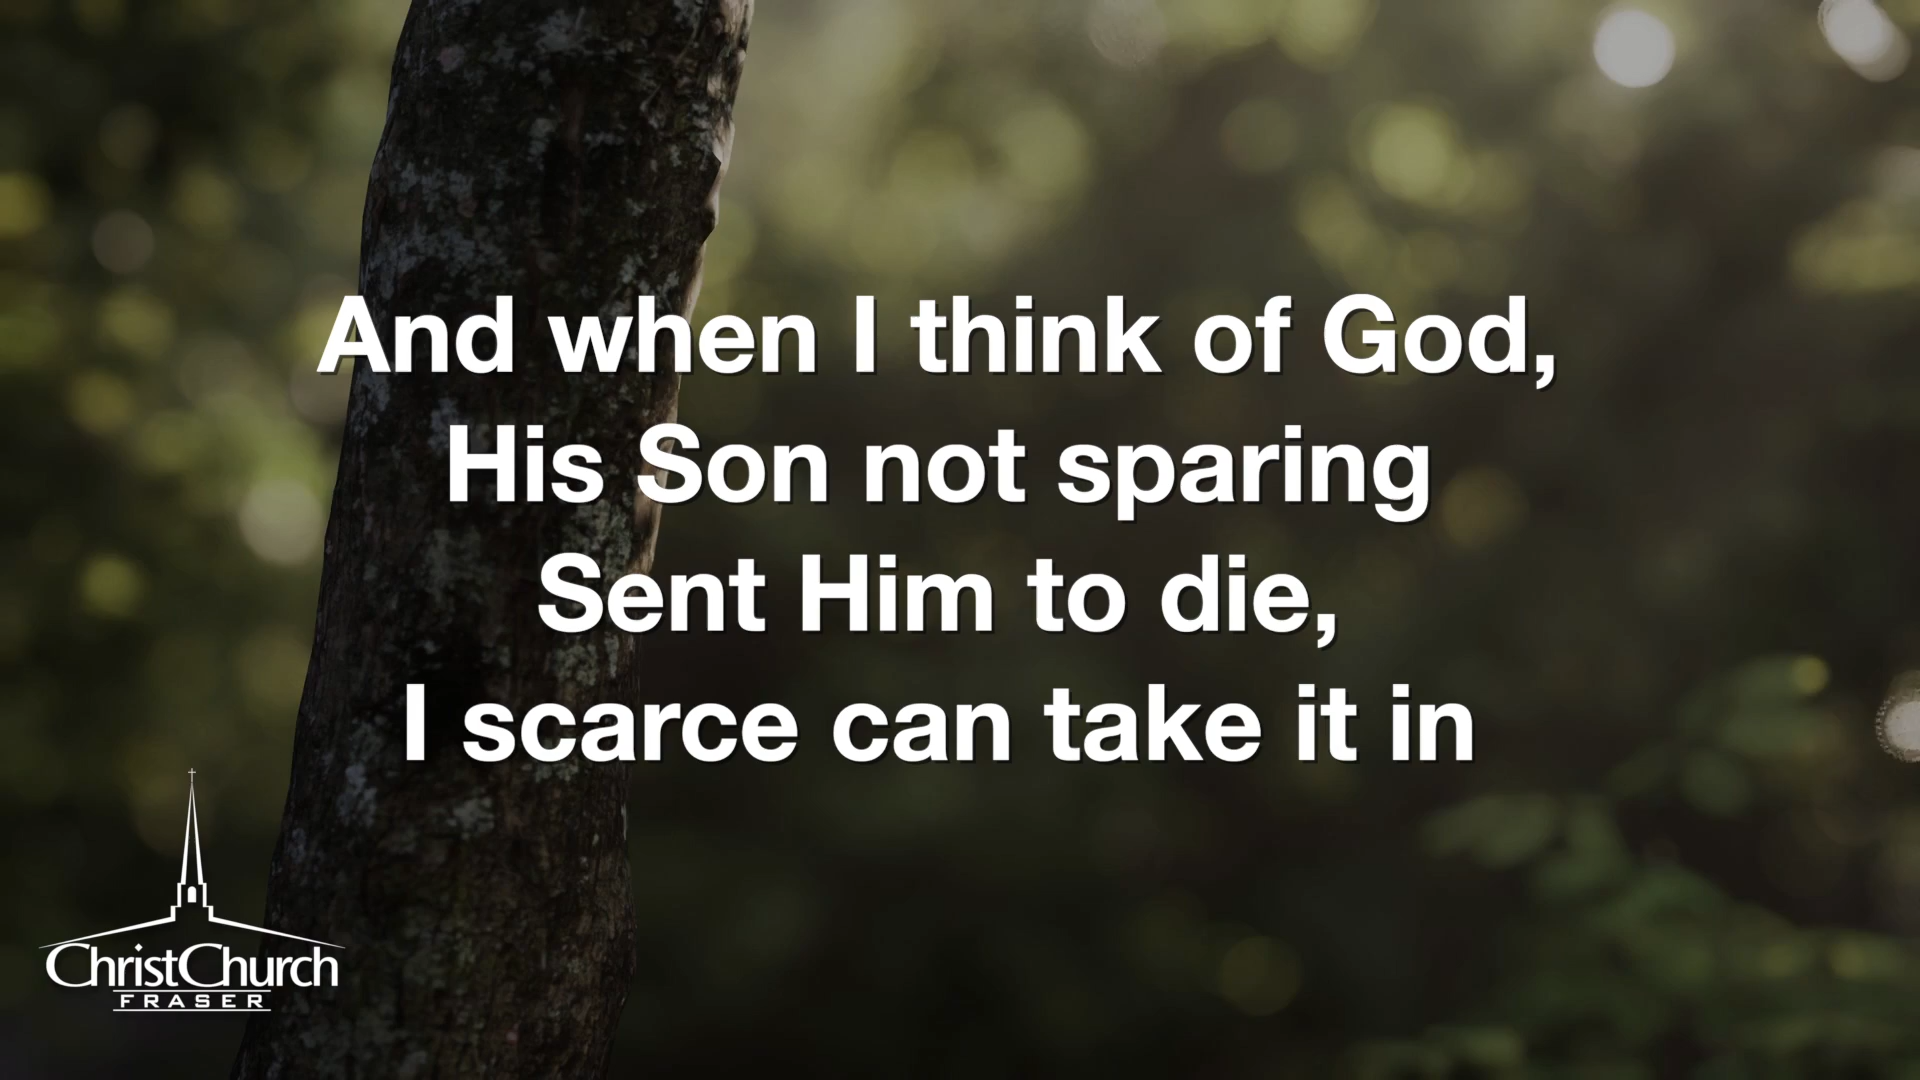 And when I think of God,
His Son not sparing
Sent Him to die,
I scarce can take it in
ChristChurch
FRASER